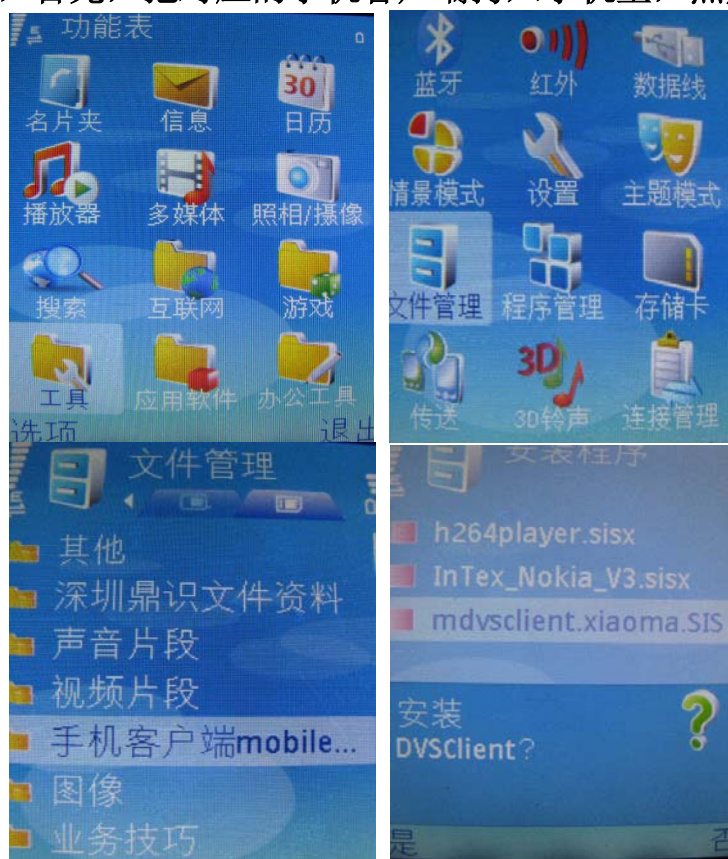 功能表
名片夹 信息 日历
播放器 多媒体 照相/摄像
搜索 互联网 游戏
工具 应用软件 办公工具
选项 退出
蓝牙 红外 数据线
情景模式 设置 主题模式
文件管理 程序管理 存储卡
传送 3D铃声 连接管理
文件管理
其他
深圳鼎识文件资料
声音片段
视频片段
手机客户端mobile...
图像
业务技巧
安装程序
h264player.sisx
InTex_Nokia_V3.sisx
mdvsclient.xiaoma.SIS
安装
DVSClient?
是 否